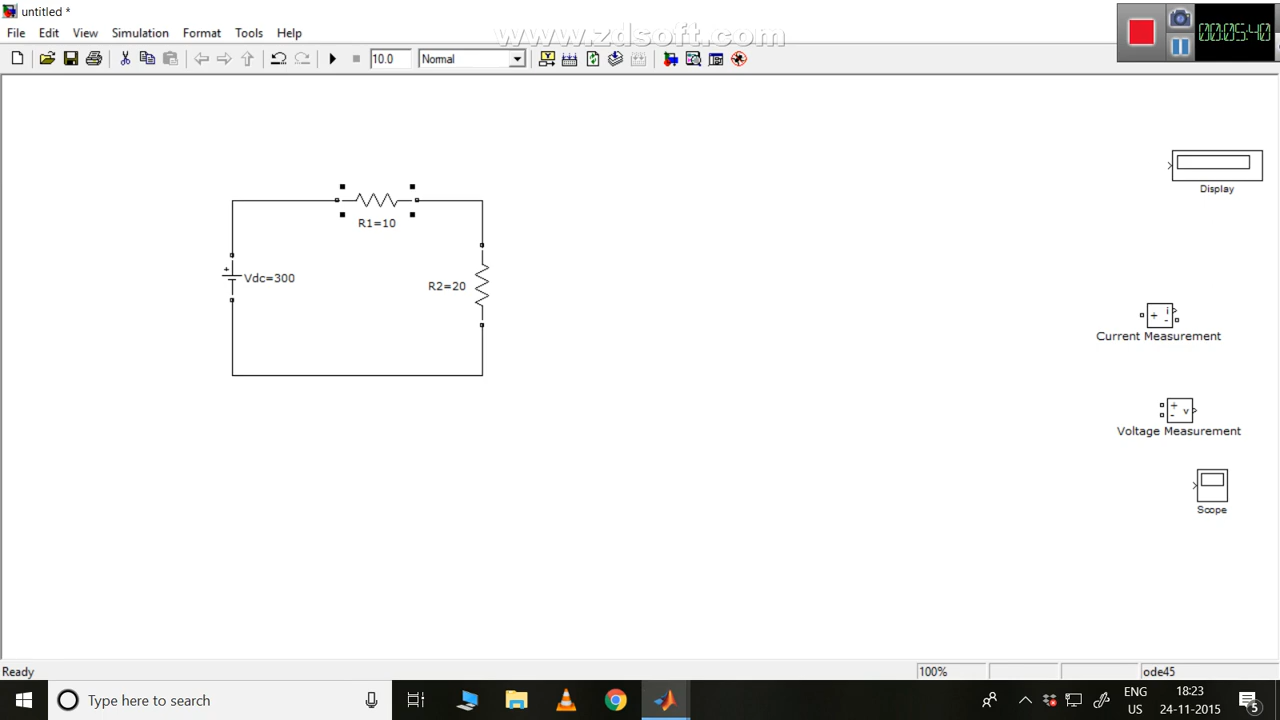 untitled *
www.zdsoft.com
00:05:40
File Edit View Simulation Format Tools Help
10.0 Normal
Display
R1=10
Vdc=300
R2=20
+ i -
Current Measurement
+ - v
Voltage Measurement
Scope
Ready 100% ode45
Type here to search
ENG 18:23
US 24-11-2015 5